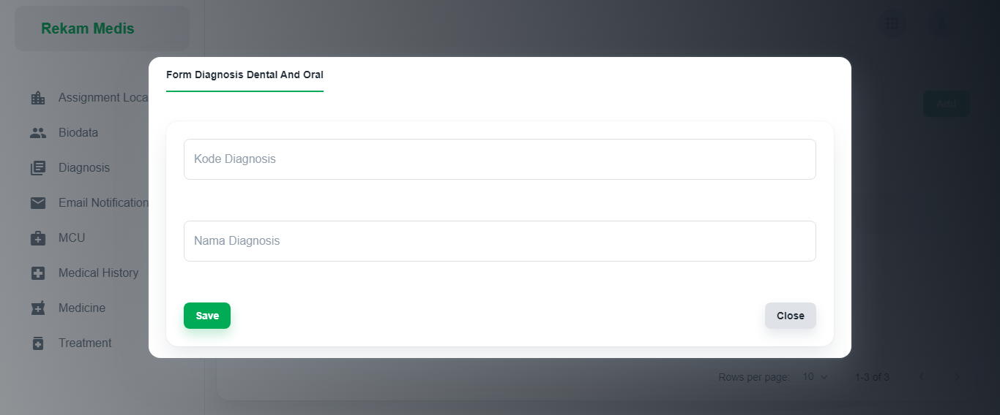 Rekam Medis
Assignment Loca
Biodata
Diagnosis
Email Notification
MCU
Medical History
Medicine
Treatment
Add
Form Diagnosis Dental And Oral
Kode Diagnosis
Nama Diagnosis
Save
Close
Rows per page: 10 1-3 of 3